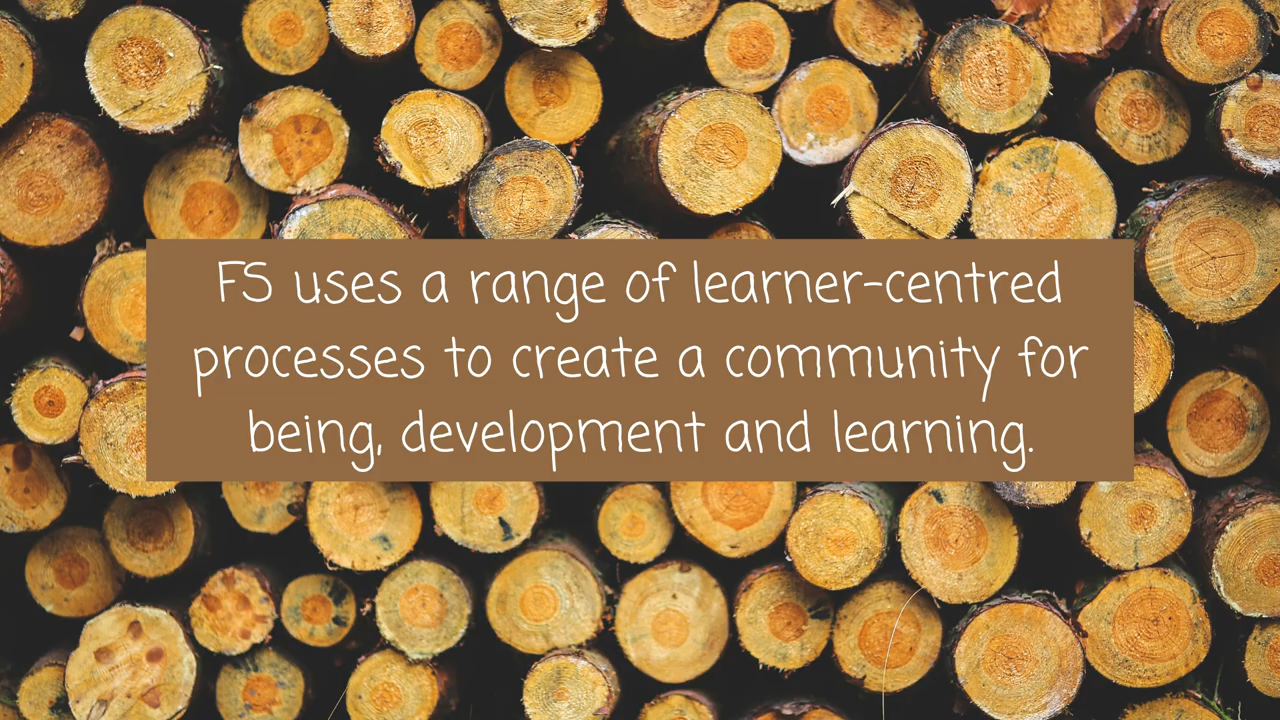 FS uses a range of learner-centred
processes to create a community for
being, development and learning.